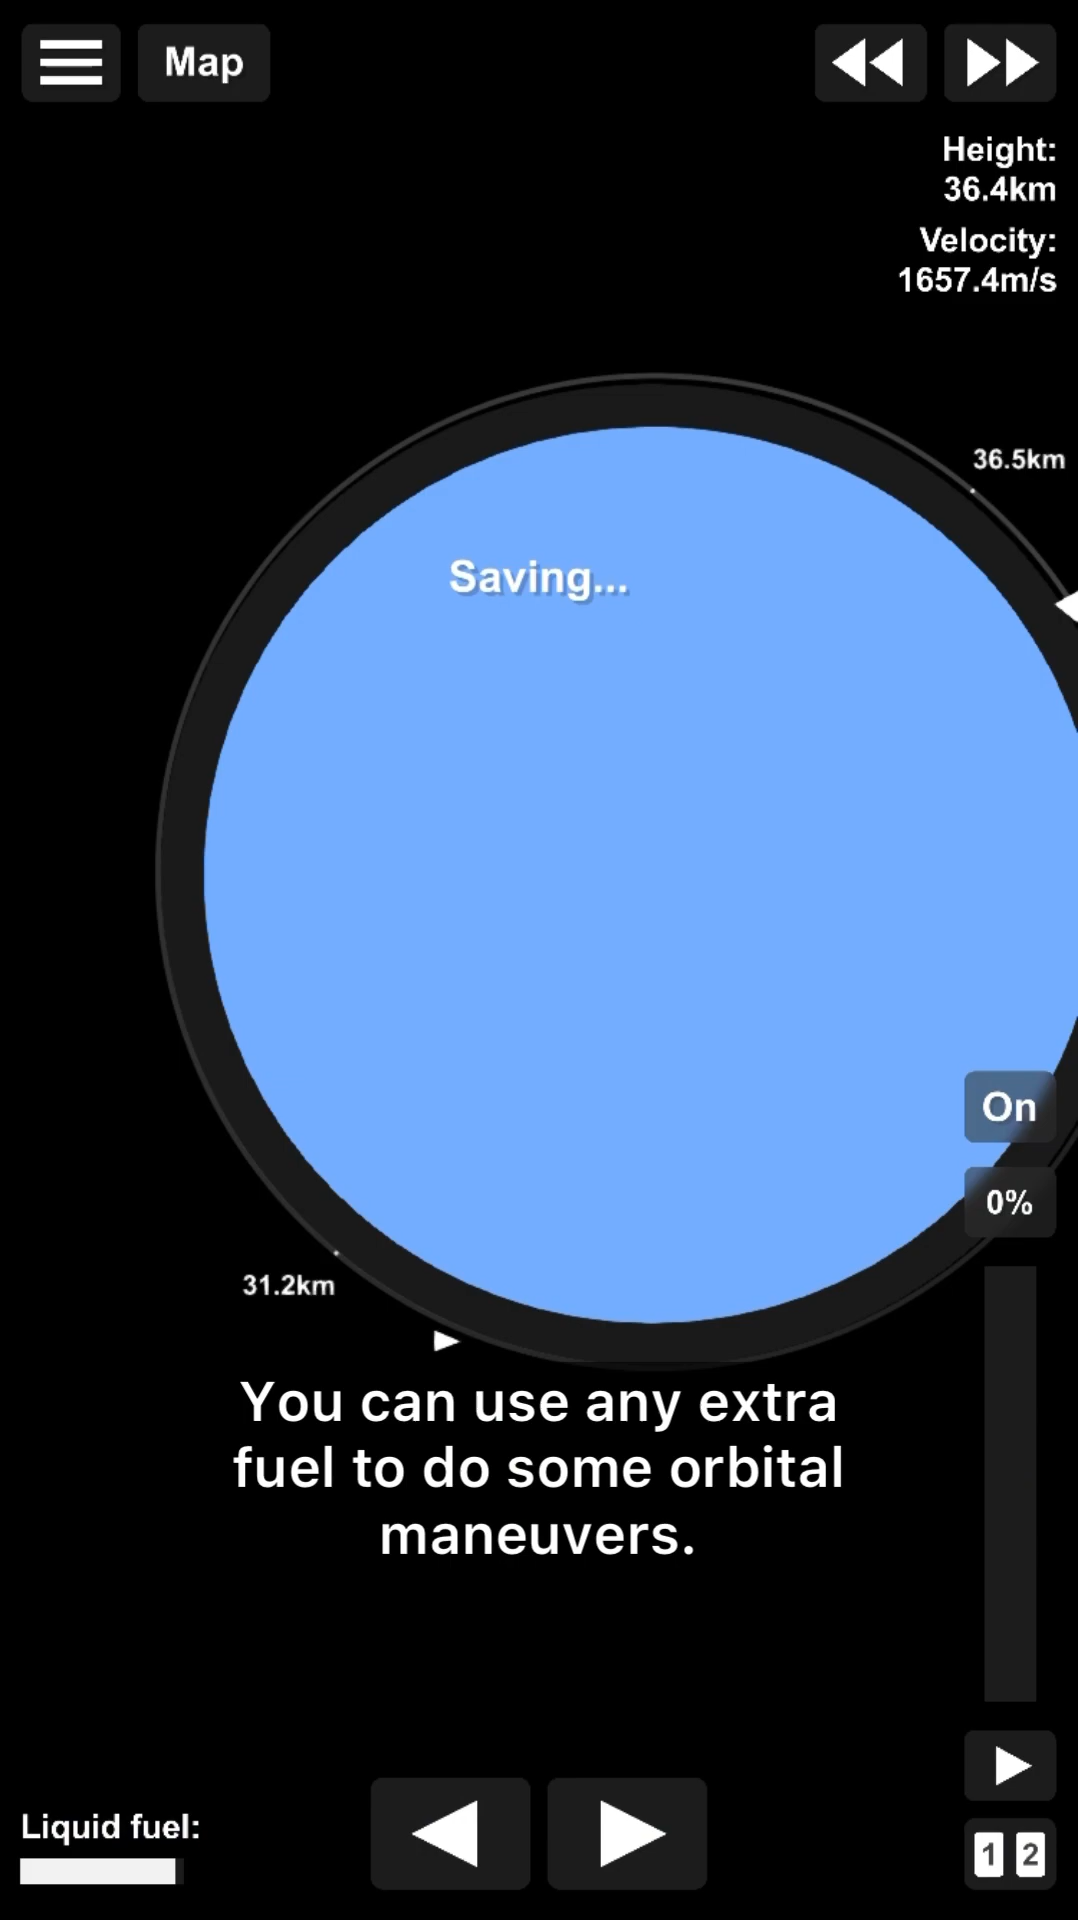 Map
Height:
36.4km
Velocity:
1657.4m/s
36.5km
Saving...
On
0%
31.2km
You can use any extra
fuel to do some orbital
maneuvers.
Liquid fuel:
1 2